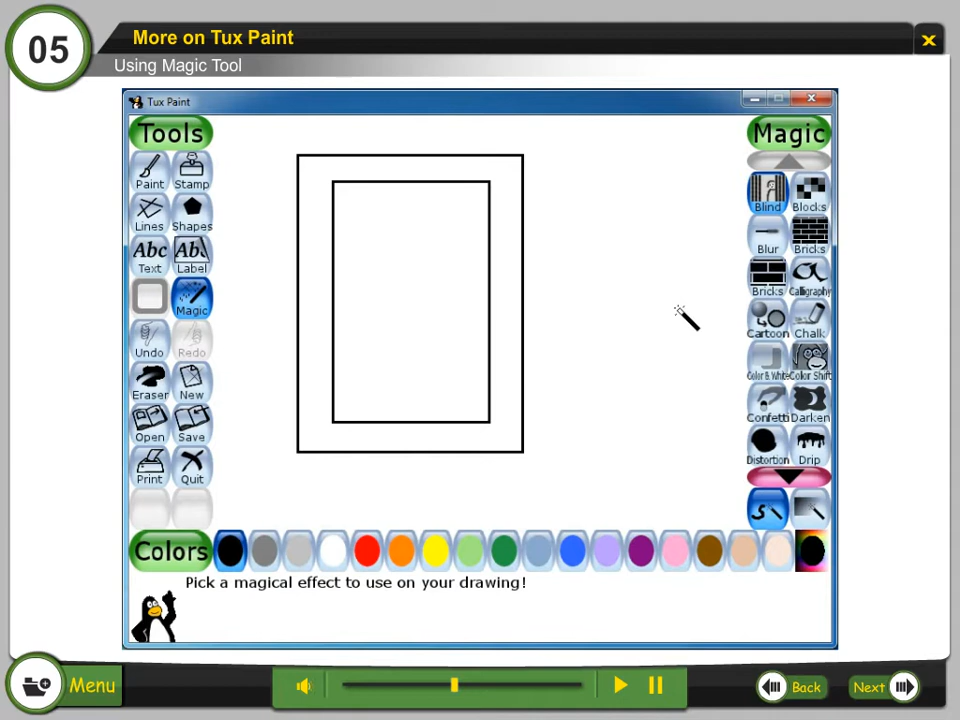 05
More on Tux Paint
Using Magic Tool
Tux Paint
Tools
Paint Stamp
Lines Shapes
Abc Abc
Text Label
Magic
Undo Redo
Eraser New
Open Save
Print Quit
Magic
Blind Blocks
Blur Bricks
Bricks Calligraphy
Cartoon Chalk
Color & White Color Shift
Confetti Darken
Distortion Drip
Colors
Pick a magical effect to use on your drawing!
Menu
Back
Next